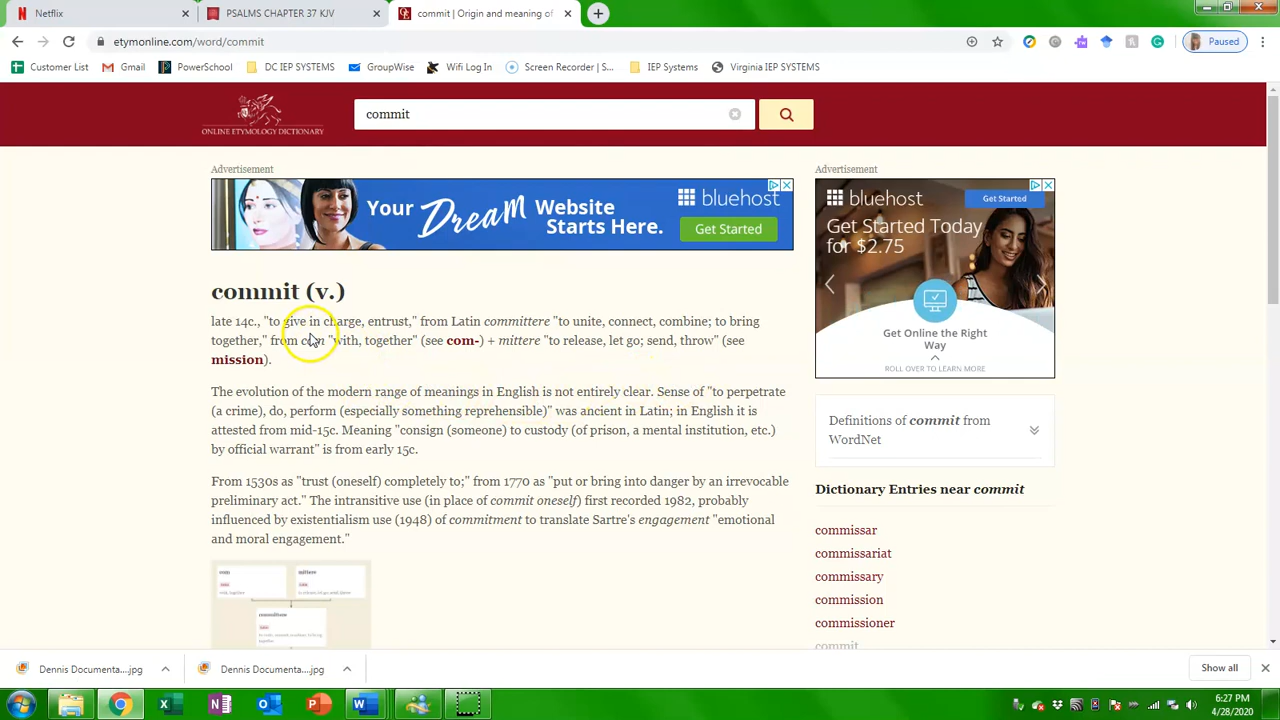 Netflix
PSALMS CHAPTER 37 KJV
commit | Origin and meaning of
etymonline.com/word/commit
Paused
Customer List
Gmail
PowerSchool
DC IEP SYSTEMS
GroupWise
Wifi Log In
Screen Recorder | S...
IEP Systems
Virginia IEP SYSTEMS
ONLINE ETYMOLOGY DICTIONARY
commit
Advertisement
Your Dream Website Starts Here.
bluehost
Get Started
commit (v.)
late 14c., "to give in charge, entrust," from Latin committere "to unite, connect, combine; to bring
together," from com "with, together" (see com-) + mittere "to release, let go; send, throw" (see
mission).
The evolution of the modern range of meanings in English is not entirely clear. Sense of "to perpetrate
(a crime), do, perform (especially something reprehensible)" was ancient in Latin; in English it is
attested from mid-15c. Meaning "consign (someone) to custody (of prison, a mental institution, etc.)
by official warrant" is from early 15c.
From 1530s as "trust (oneself) completely to;" from 1770 as "put or bring into danger by an irrevocable
preliminary act." The intransitive use (in place of commit oneself) first recorded 1982, probably
influenced by existentialism use (1948) of commitment to translate Sartre's engagement "emotional
and moral engagement."
Advertisement
bluehost
Get Started
Get Started Today
for $2.75
Get Online the Right
Way
ROLL OVER TO LEARN MORE
Definitions of commit from
WordNet
Dictionary Entries near commit
commissar
commissariat
commissary
commission
commissioner
commit
Dennis Documenta....jpg
Dennis Documenta....jpg
Show all
6:27 PM
4/28/2020